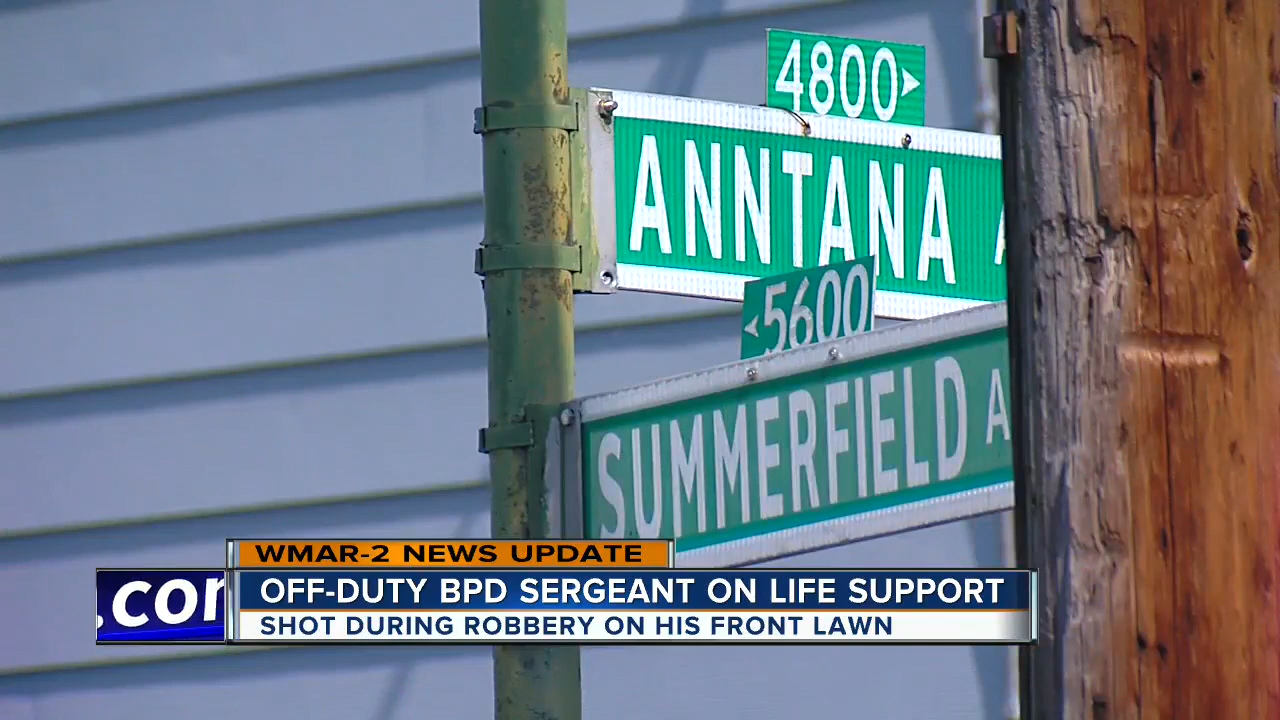 4800
ANNTANA A
5600
SUMMERFIELD A
WMAR-2 NEWS UPDATE
OFF-DUTY BPD SERGEANT ON LIFE SUPPORT
.com
SHOT DURING ROBBERY ON HIS FRONT LAWN